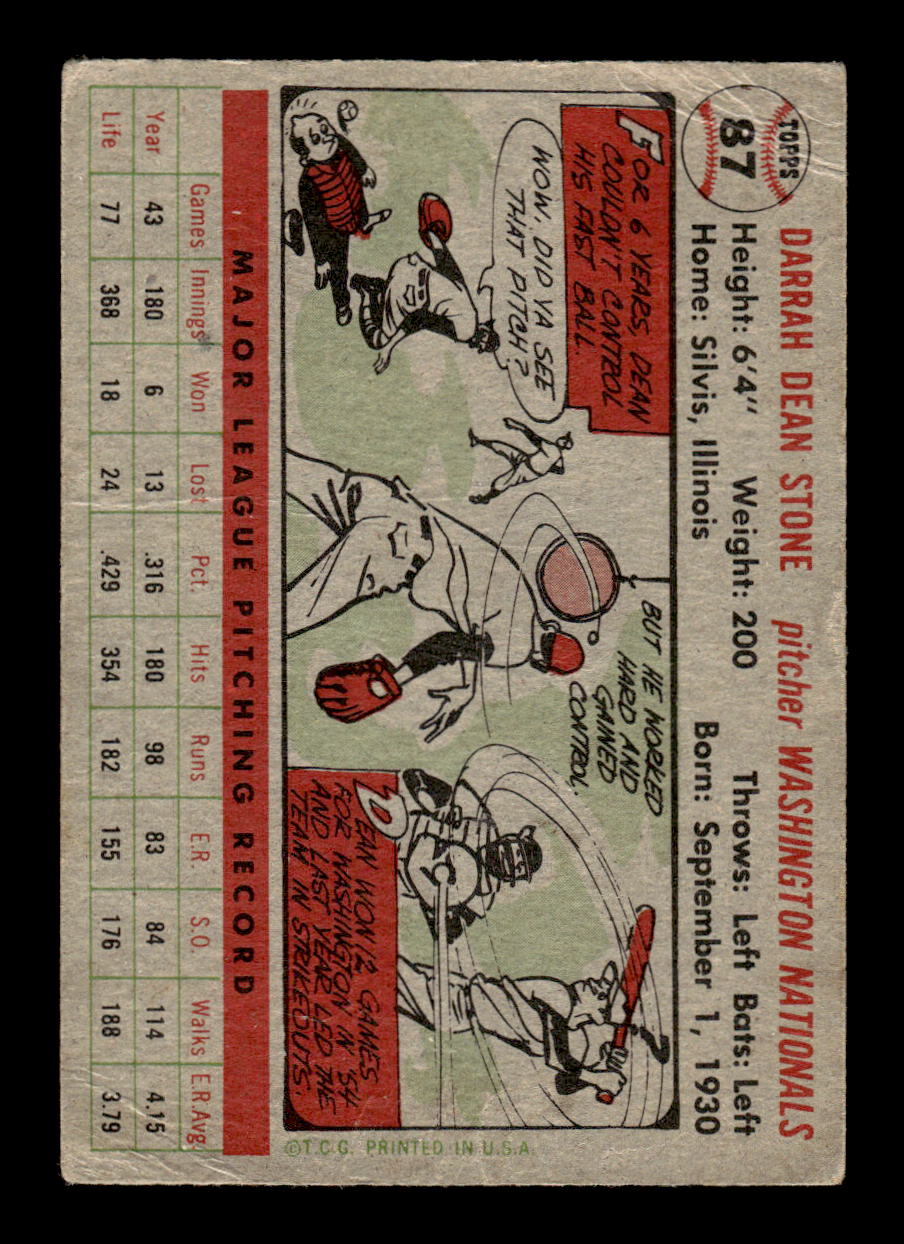 TOPPS
87
DARRAH DEAN STONE pitcher WASHINGTON NATIONALS
Height: 6'4" Weight: 200 Throws: Left Bats: Left
Home: Silvis, Illinois Born: September 1, 1930
FOR 6 YEARS, DEAN
COULDN'T CONTROL
HIS FAST BALL.
NOW, DID YA SEE
THAT PITCH?
BUT HE WORKED
HARD AND
GAINED
CONTROL.
DEAN WON 12 GAMES
FOR WASHINGTON IN '54
AND LAST YEAR LED THE
TEAM IN STRIKEOUTS.
?
©T.C.G. PRINTED IN U.S.A.
MAJOR LEAGUE PITCHING RECORD
Games Innings Won Lost Pct. Hits Runs E.R. S.O. Walks E.R.Avg.
Year 43 180 6 13 .316 180 98 83 84 114 4.15
Life 77 368 18 24 .429 354 182 155 176 188 3.79